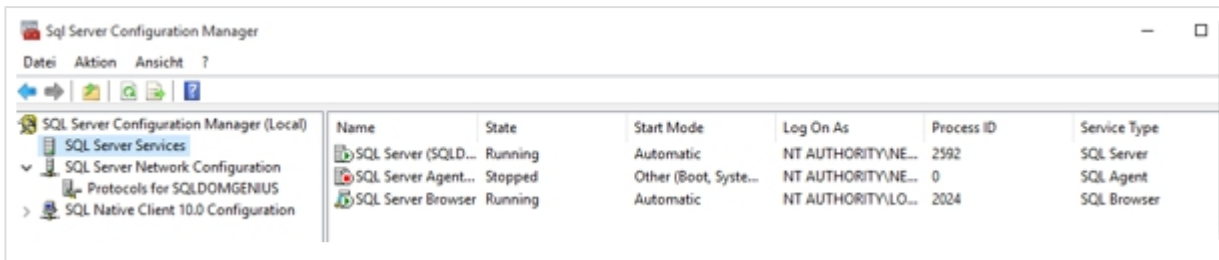 Sql Server Configuration Manager
Datei Aktion Ansicht ?
SQL Server Configuration Manager (Local)
SQL Server Services
SQL Server Network Configuration
Protocols for SQLDOMGENIUS
SQL Native Client 10.0 Configuration
Name State Start Mode Log On As Process ID Service Type
SQL Server (SQLD... Running Automatic NT AUTHORITY\NE... 2592 SQL Server
SQL Server Agent... Stopped Other (Boot, Syste... NT AUTHORITY\NE... 0 SQL Agent
SQL Server Browser Running Automatic NT AUTHORITY\LO... 2024 SQL Browser